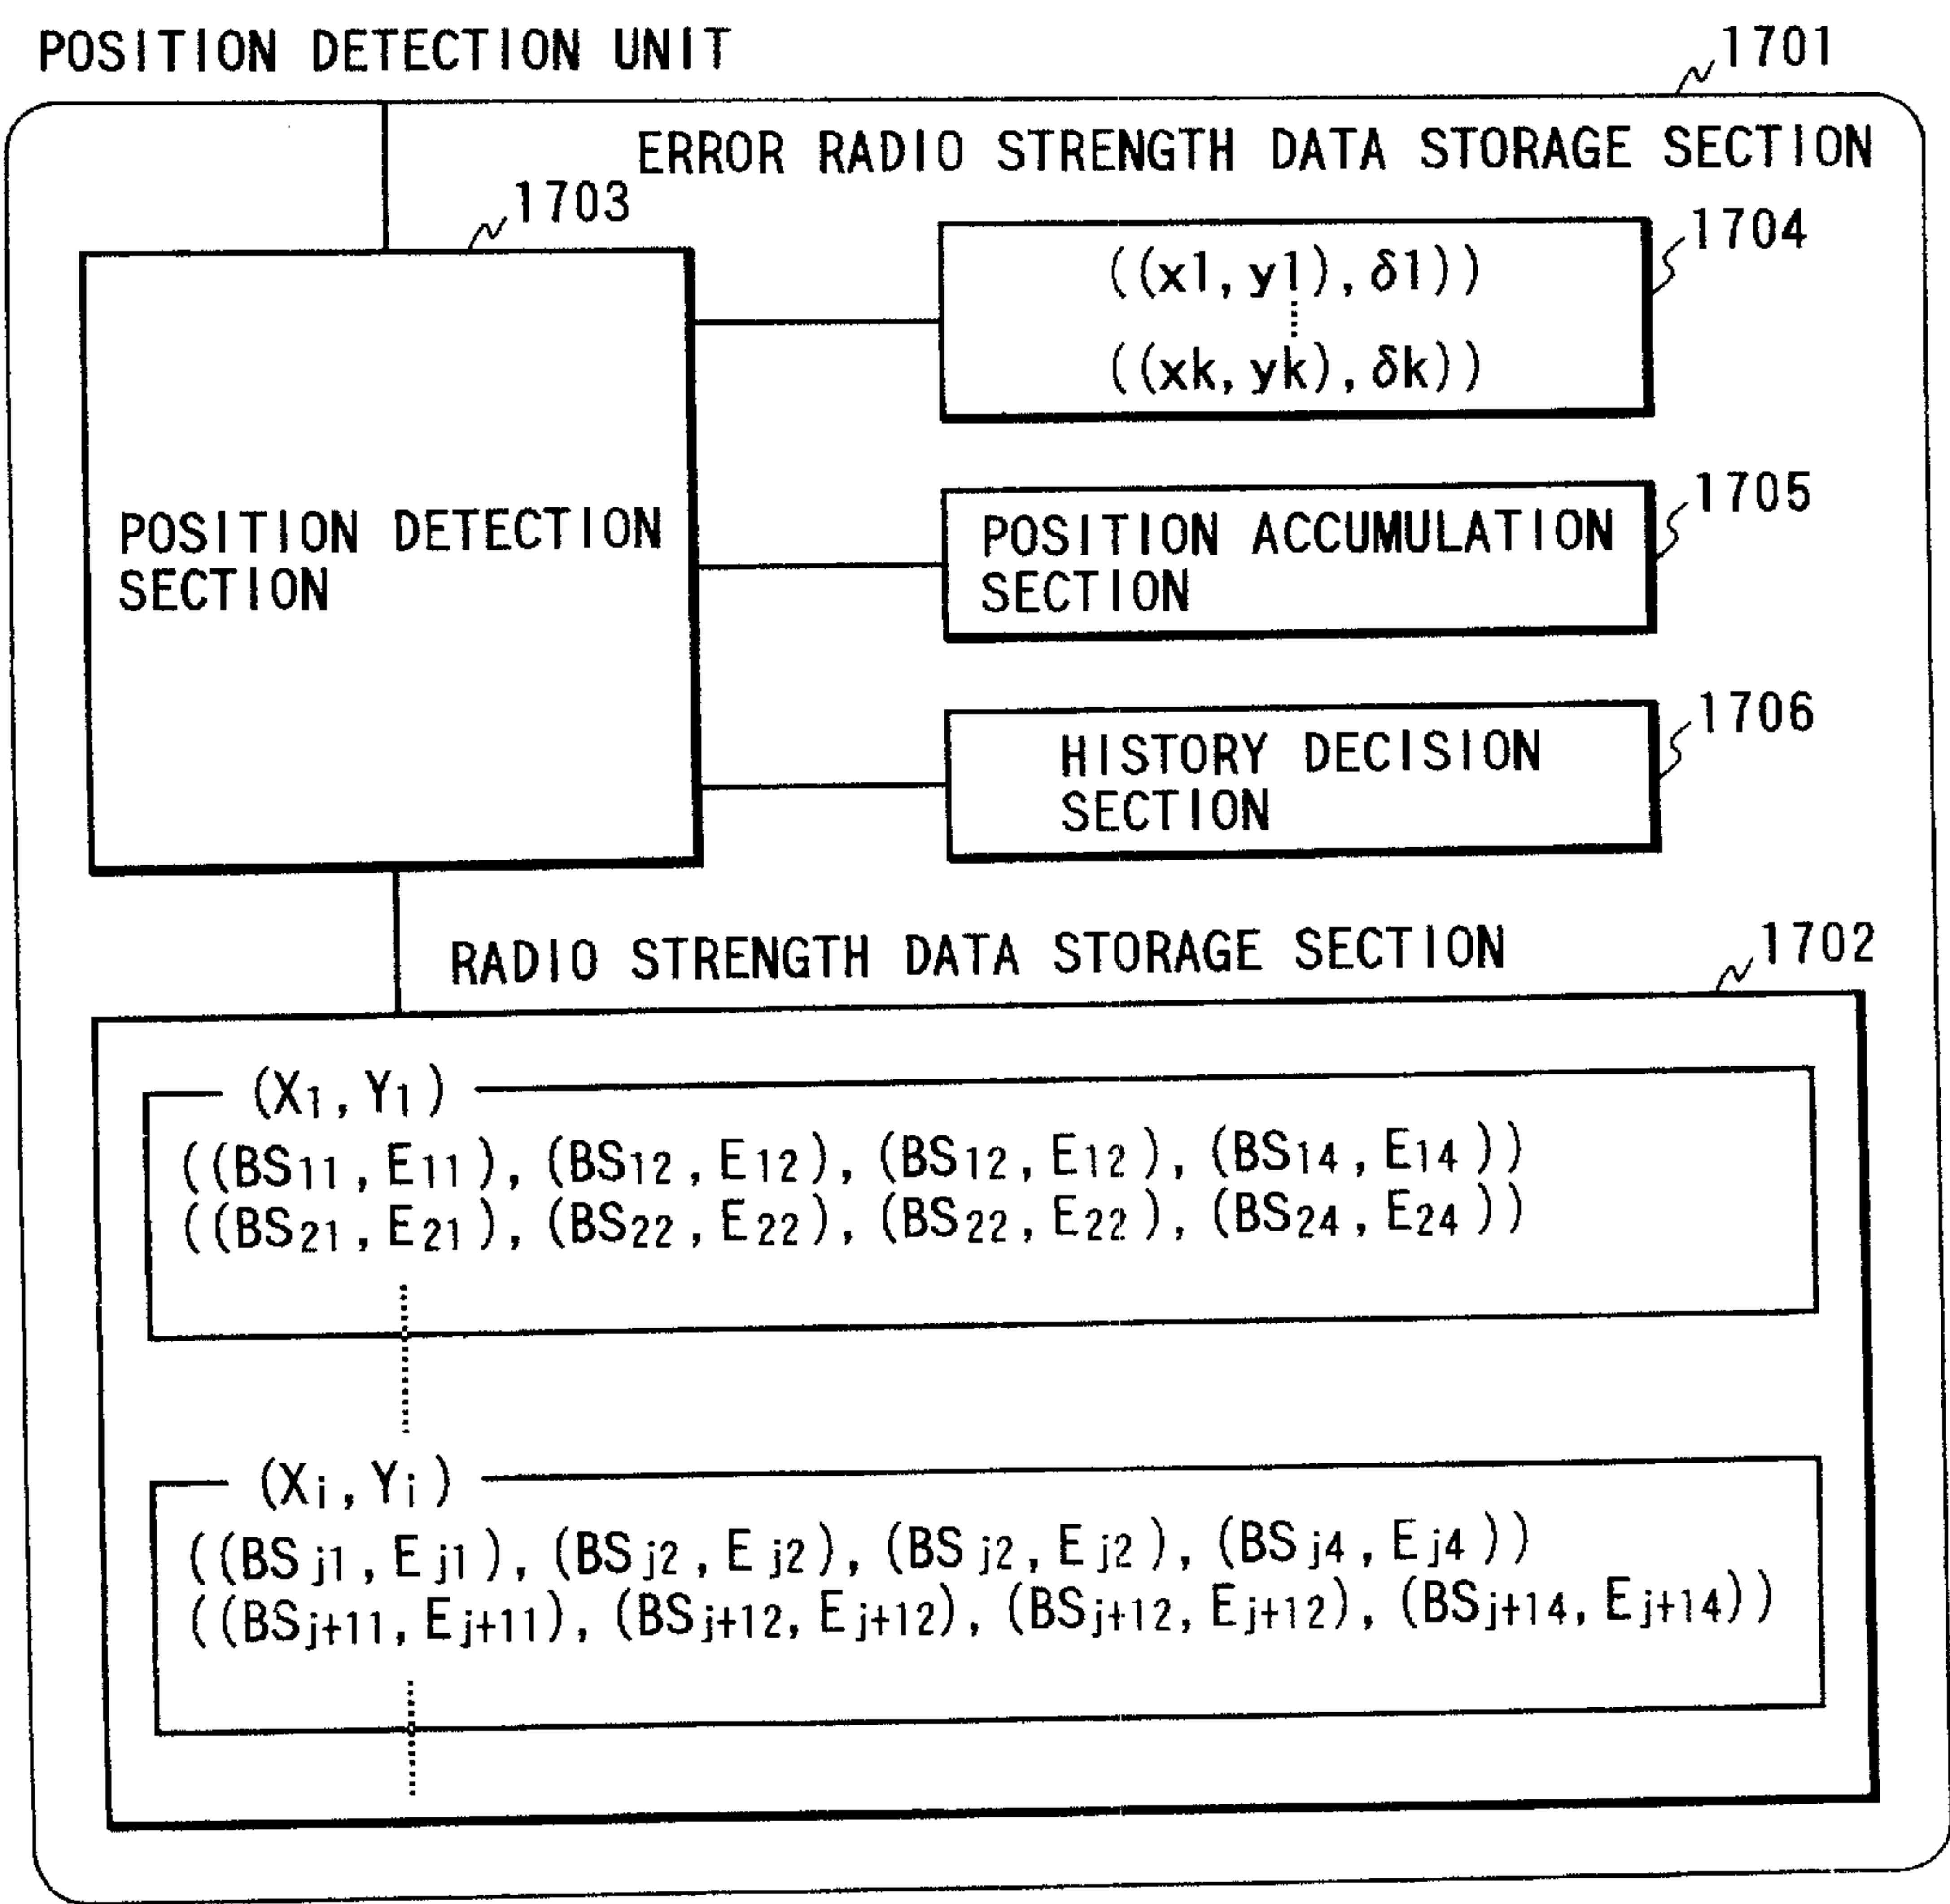 POSITION DETECTION UNIT
1701
ERROR RADIO STRENGTH DATA STORAGE SECTION
1703
1704
((x1, y1), δ1))
((xk, yk), δk))
POSITION DETECTION
SECTION
1705
POSITION ACCUMULATION
SECTION
1706
HISTORY DECISION
SECTION
RADIO STRENGTH DATA STORAGE SECTION
1702
(X1, Y1)
((BS11, E11), (BS12, E12), (BS12, E12), (BS14, E14))
((BS21, E21), (BS22, E22), (BS22, E22), (BS24, E24))
(Xi, Yi)
((BSj1, Ej1), (BSj2, Ej2), (BSj2, Ej2), (BSj4, Ej4))
((BSj+11, Ej+11), (BSj+12, Ej+12), (BSj+12, Ej+12), (BSj+14, Ej+14))